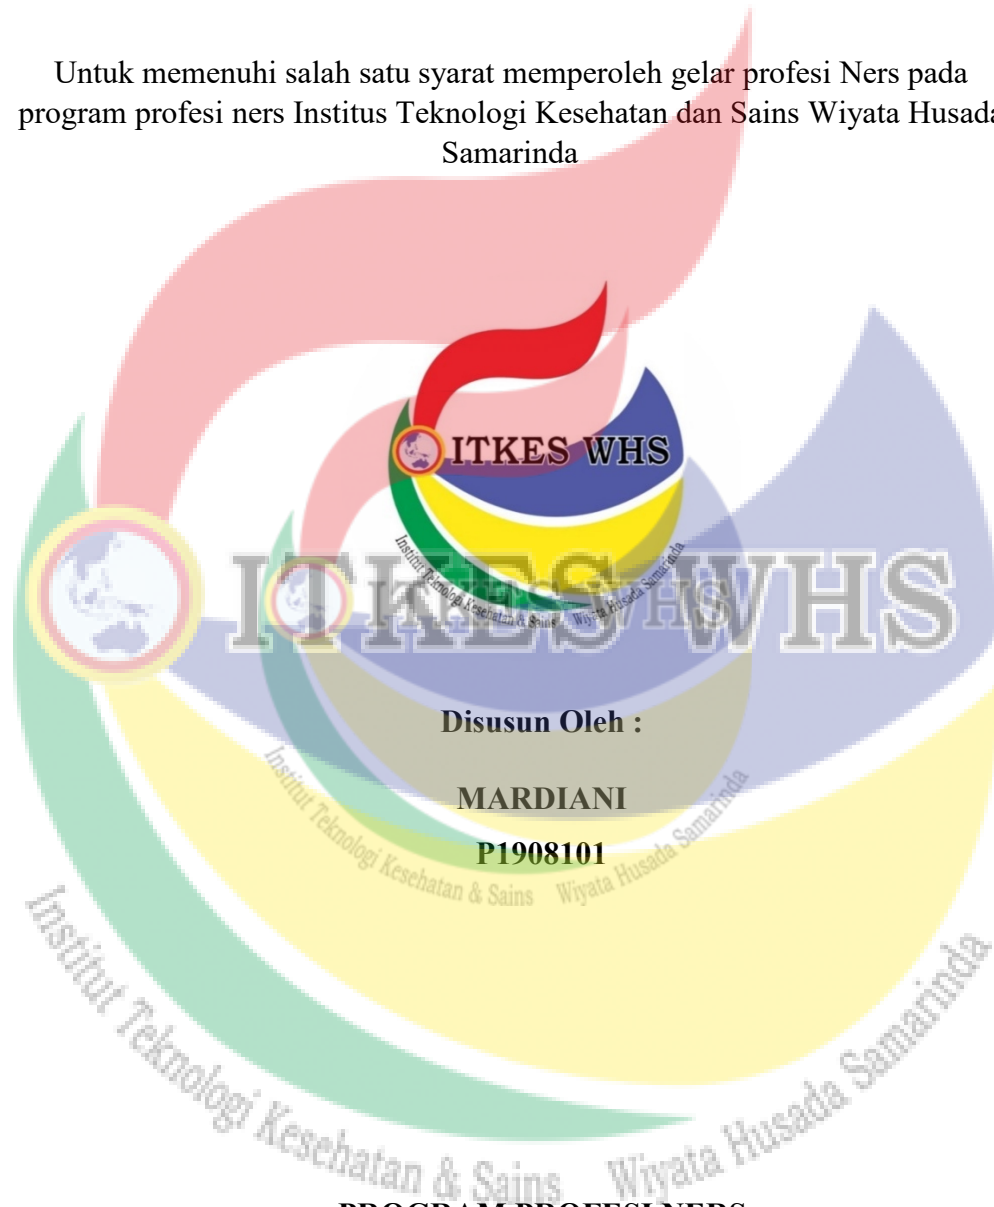 Untuk memenuhi salah satu syarat memperoleh gelar profesi Ners pada
program profesi ners Institus Teknologi Kesehatan dan Sains Wiyata Husada
Samarinda
ITKES WHS
Institut Teknologi Kesehatan & Sains Wiyata Husada Samarinda
ITKES WHS
ITKES WHS
Disusun Oleh :
MARDIANI
P1908101
Institut Teknologi Kesehatan & Sains Wiyata Husada Samarinda
Institut Teknologi Kesehatan & Sains Wiyata Husada Samarinda
PROGRAM PROFESI NERS